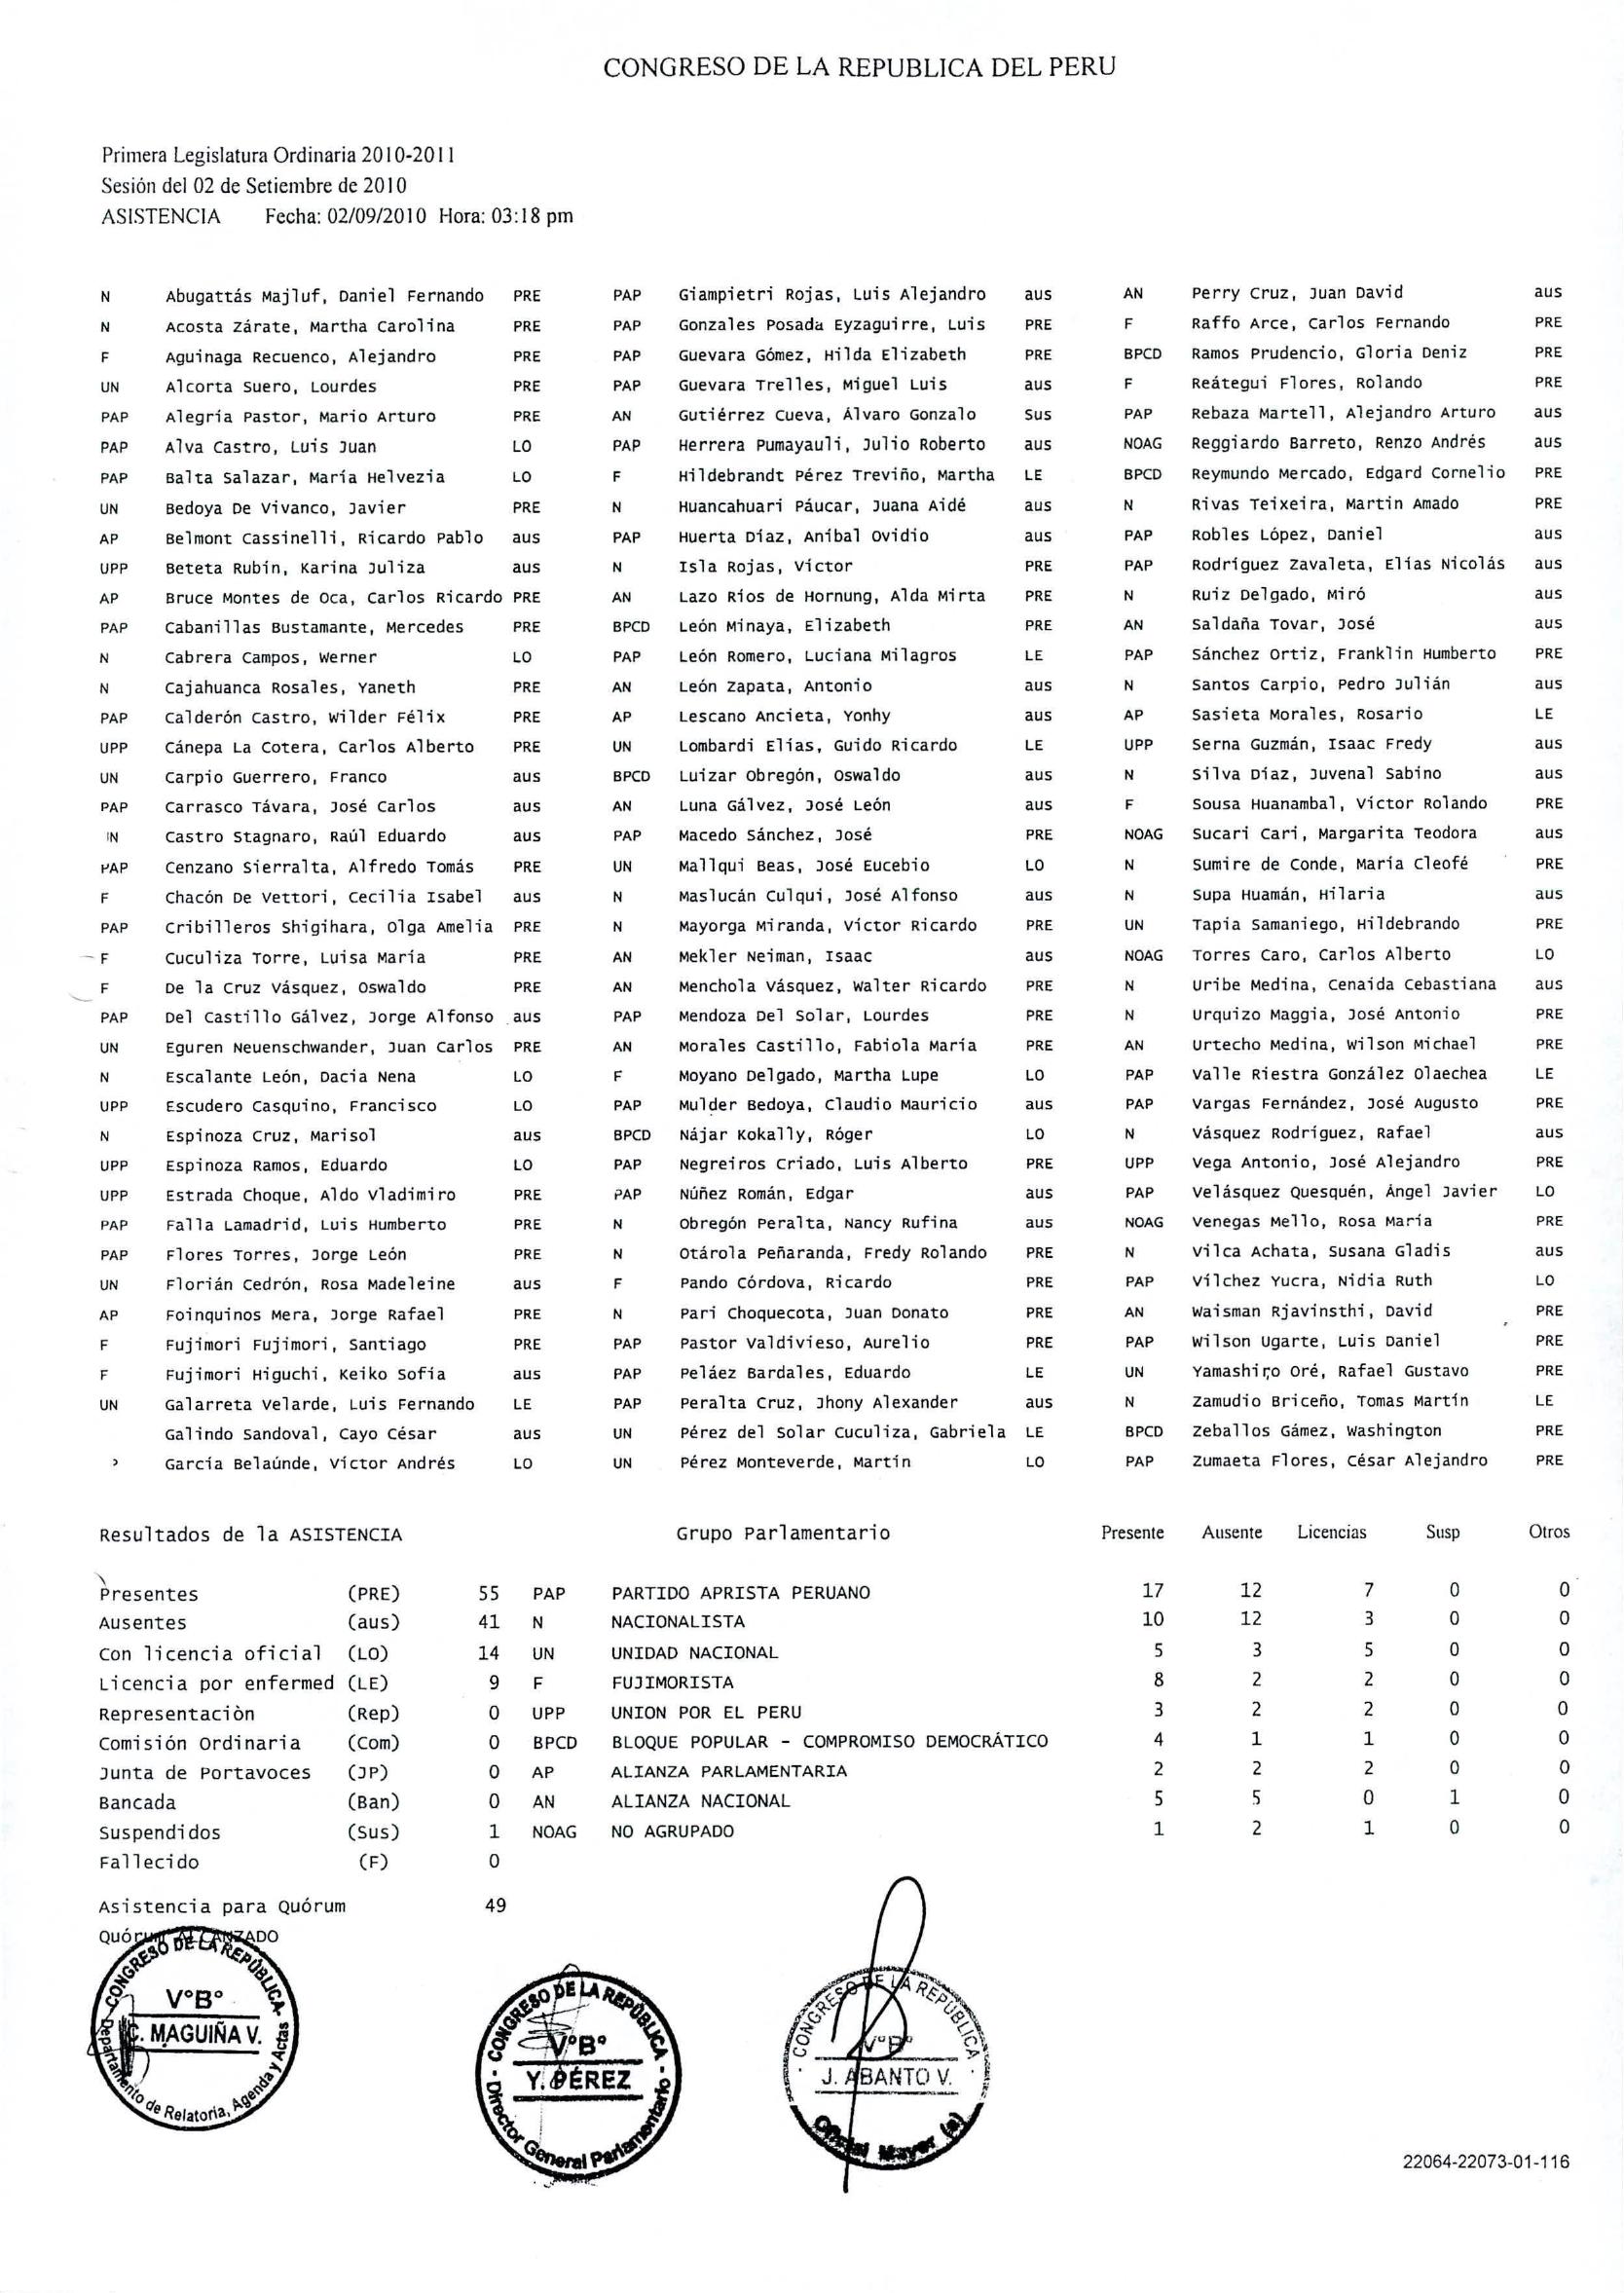 CONGRESO DE LA REPUBLICA DEL PERU
Primera Legislatura Ordinaria 2010-2011
Sesión del 02 de Setiembre de 2010
ASISTENCIA Fecha: 02/09/2010 Hora: 03:18 pm
N Abugattás Majluf, Daniel Fernando PRE PAP Giampietri Rojas, Luis Alejandro aus AN Perry Cruz, Juan David aus
N Acosta Zárate, Martha Carolina PRE PAP Gonzales Posada Eyzaguirre, Luis PRE F Raffo Arce, Carlos Fernando PRE
F Aguinaga Recuenco, Alejandro PRE PAP Guevara Gómez, Hilda Elizabeth PRE BPCD Ramos Prudencio, Gloria Deniz PRE
UN Alcorta Suero, Lourdes PRE PAP Guevara Trelles, Miguel Luis aus F Reátegui Flores, Rolando PRE
PAP Alegría Pastor, Mario Arturo PRE AN Gutiérrez Cueva, Álvaro Gonzalo Sus PAP Rebaza Martell, Alejandro Arturo aus
PAP Alva Castro, Luis Juan LO PAP Herrera Pumayauli, Julio Roberto aus NOAG Reggiardo Barreto, Renzo Andrés aus
PAP Balta Salazar, María Helvezia LO F Hildebrandt Pérez Treviño, Martha LE BPCD Reymundo Mercado, Edgard Cornelio PRE
UN Bedoya De Vivanco, Javier PRE N Huancahuari Páucar, Juana Aidé aus N Rivas Teixeira, Martin Amado PRE
AP Belmont Cassinelli, Ricardo Pablo aus PAP Huerta Díaz, Aníbal Ovidio aus PAP Robles López, Daniel aus
UPP Beteta Rubín, Karina Juliza aus N Isla Rojas, Víctor PRE PAP Rodríguez Zavaleta, Elías Nicolás aus
AP Bruce Montes de Oca, Carlos Ricardo PRE AN Lazo Ríos de Hornung, Alda Mirta PRE N Ruiz Delgado, Miró aus
PAP Cabanillas Bustamante, Mercedes PRE BPCD León Minaya, Elizabeth PRE AN Saldaña Tovar, José aus
N Cabrera Campos, Werner LO PAP León Romero, Luciana Milagros LE PAP Sánchez Ortiz, Franklin Humberto PRE
N Cajahuanca Rosales, Yaneth PRE AN León Zapata, Antonio aus N Santos Carpio, Pedro Julián aus
PAP Calderón Castro, Wilder Félix PRE AP Lescano Ancieta, Yonhy aus AP Sasieta Morales, Rosario LE
UPP Cánepa La Cotera, Carlos Alberto PRE UN Lombardi Elías, Guido Ricardo LE UPP Serna Guzmán, Isaac Fredy aus
UN Carpio Guerrero, Franco aus BPCD Luizar Obregón, Oswaldo aus N Silva Díaz, Juvenal Sabino aus
PAP Carrasco Távara, José Carlos aus AN Luna Gálvez, José León aus F Sousa Huanambal, Víctor Rolando PRE
IN Castro Stagnaro, Raúl Eduardo aus PAP Macedo Sánchez, José PRE NOAG Sucari Cari, Margarita Teodora aus
PAP Cenzano Sierralta, Alfredo Tomás PRE UN Mallqui Beas, José Eucebio LO N Sumire de Conde, María Cleofé PRE
F Chacón De Vettori, Cecilia Isabel aus N Maslucán Culqui, José Alfonso aus N Supa Huamán, Hilaria aus
PAP Cribilleros Shigihara, Olga Amelia PRE N Mayorga Miranda, Víctor Ricardo PRE UN Tapia Samaniego, Hildebrando PRE
F Cuculiza Torre, Luisa María PRE AN Mekler Neiman, Isaac aus NOAG Torres Caro, Carlos Alberto LO
F De la Cruz Vásquez, Oswaldo PRE AN Menchola Vásquez, Walter Ricardo PRE N Uribe Medina, Cenaida Cebastiana aus
PAP Del Castillo Gálvez, Jorge Alfonso aus PAP Mendoza Del Solar, Lourdes PRE N Urquizo Maggia, José Antonio PRE
UN Eguren Neuenschwander, Juan Carlos PRE AN Morales Castillo, Fabiola María PRE AN Urtecho Medina, Wilson Michael PRE
N Escalante León, Dacia Nena LO F Moyano Delgado, Martha Lupe LO PAP Valle Riestra González Olaechea LE
UPP Escudero Casquino, Francisco LO PAP Mulder Bedoya, Claudio Mauricio aus PAP Vargas Fernández, José Augusto PRE
N Espinoza Cruz, Marisol aus BPCD Nájar Kokally, Róger LO N Vásquez Rodríguez, Rafael aus
UPP Espinoza Ramos, Eduardo LO PAP Negreiros Criado, Luis Alberto PRE UPP Vega Antonio, José Alejandro PRE
UPP Estrada Choque, Aldo Vladimiro PRE PAP Núñez Román, Edgar aus PAP Velásquez Quesquén, Ángel Javier LO
PAP Falla Lamadrid, Luis Humberto PRE N Obregón Peralta, Nancy Rufina aus NOAG Venegas Mello, Rosa María PRE
PAP Flores Torres, Jorge León PRE N Otárola Peñaranda, Fredy Rolando PRE N Vilca Achata, Susana Gladis aus
UN Florián Cedrón, Rosa Madeleine aus F Pando Córdova, Ricardo PRE PAP Vílchez Yucra, Nidia Ruth LO
AP Foinquinos Mera, Jorge Rafael PRE N Pari Choquecota, Juan Donato PRE AN Waisman Rjavinsthi, David PRE
F Fujimori Fujimori, Santiago PRE PAP Pastor Valdivieso, Aurelio PRE PAP Wilson Ugarte, Luis Daniel PRE
F Fujimori Higuchi, Keiko Sofía aus PAP Peláez Bardales, Eduardo LE UN Yamashiro Oré, Rafael Gustavo PRE
UN Galarreta Velarde, Luis Fernando LE PAP Peralta Cruz, Jhony Alexander aus N Zamudio Briceño, Tomas Martín LE
Galindo Sandoval, Cayo César aus UN Pérez del Solar Cuculiza, Gabriela LE BPCD Zeballos Gámez, Washington PRE
García Belaúnde, Víctor Andrés LO UN Pérez Monteverde, Martín LO PAP Zumaeta Flores, César Alejandro PRE
Resultados de la ASISTENCIA Grupo Parlamentario Presente Ausente Licencias Susp Otros
Presentes (PRE) 55 PAP PARTIDO APRISTA PERUANO 17 12 7 0 0
Ausentes (aus) 41 N NACIONALISTA 10 12 3 0 0
Con licencia oficial (LO) 14 UN UNIDAD NACIONAL 5 3 5 0 0
Licencia por enfermed (LE) 9 F FUJIMORISTA 8 2 2 0 0
Representaciòn (Rep) 0 UPP UNION POR EL PERU 3 2 2 0 0
Comisión Ordinaria (Com) 0 BPCD BLOQUE POPULAR - COMPROMISO DEMOCRÁTICO 4 1 1 0 0
Junta de Portavoces (JP) 0 AP ALIANZA PARLAMENTARIA 2 2 2 0 0
Bancada (Ban) 0 AN ALIANZA NACIONAL 5 5 0 1 0
Suspendidos (Sus) 1 NOAG NO AGRUPADO 1 2 1 0 0
Fallecido (F) 0
Asistencia para Quórum 49
Quórum ALCANZADO
- CONGRESO DE LA REPÚBLICA -
V°B°
C. MAGUIÑA V.
Departamento de Relatoria, Agenda y Actas
- CONGRESO DE LA REPÚBLICA -
V°B°
Y. PÉREZ
Director General Parlamentario
- CONGRESO DE LA REPÚBLICA -
V°B°
J. ABANTO V.
Oficial Mayor (a)
22064-22073-01-116